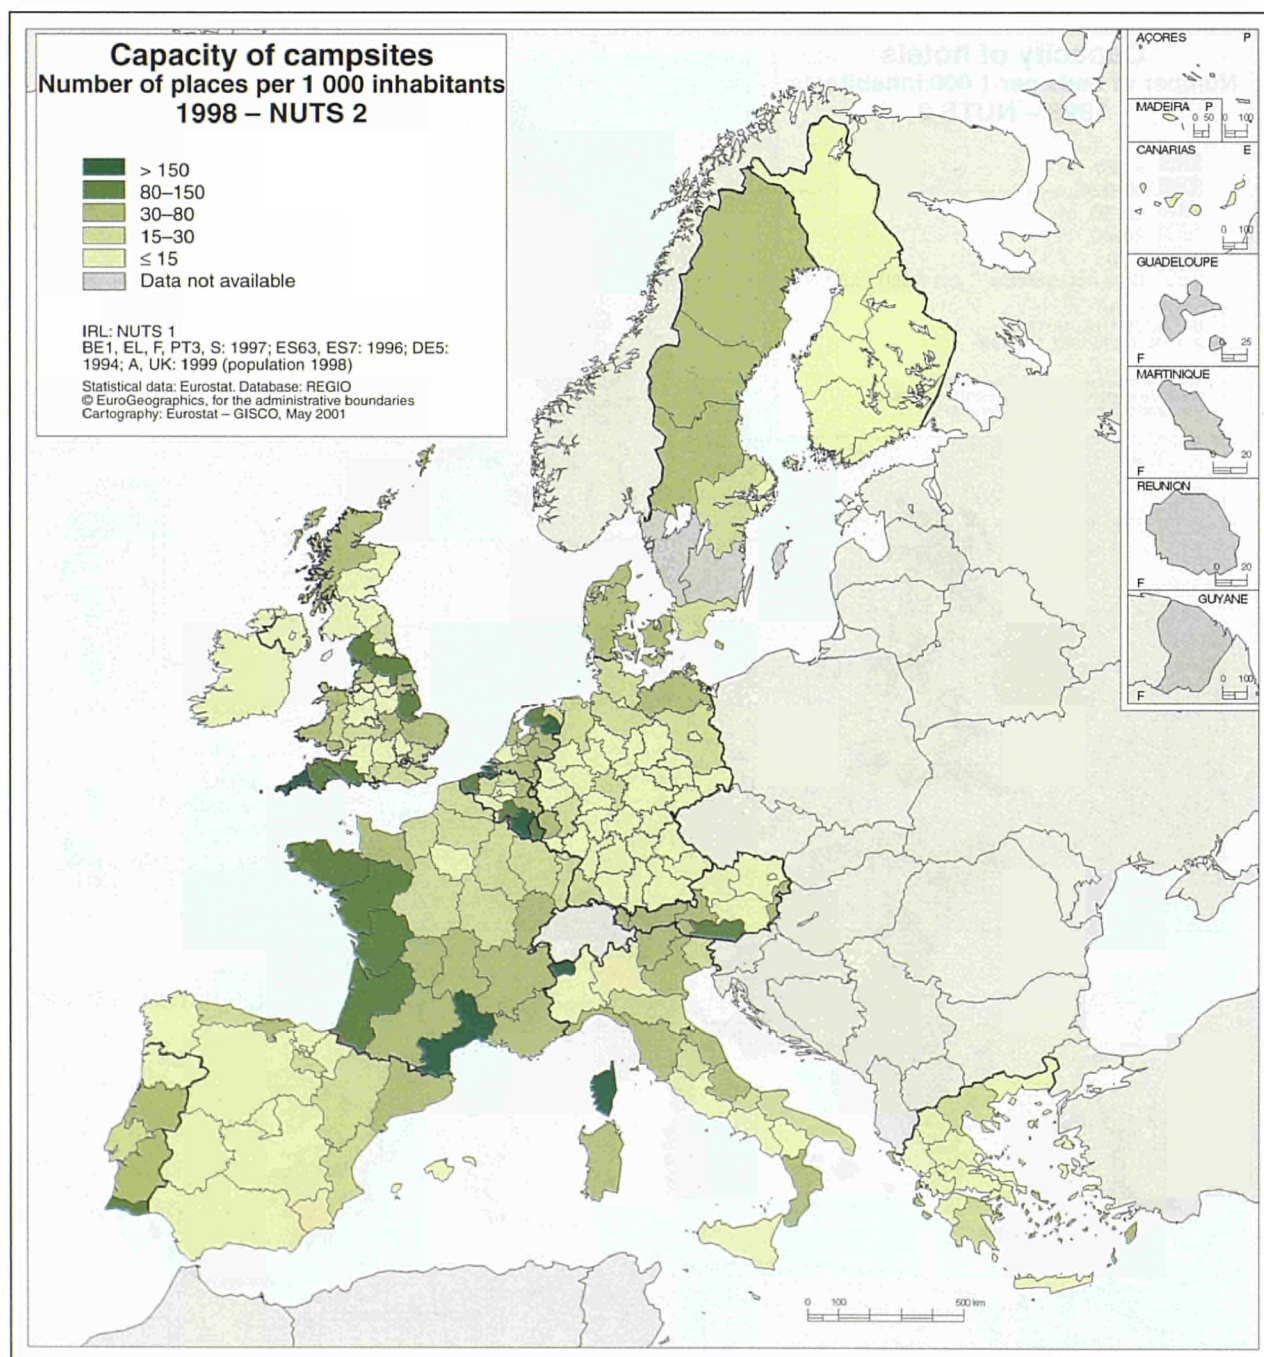 Capacity of campsites
Number of places per 1 000 inhabitants
1998 – NUTS 2
> 150
80–150
30–80
15–30
≤ 15
Data not available
IRL: NUTS 1
BE1, EL, F, PT3, S: 1997; ES63, ES7: 1996; DE5:
1994; A, UK: 1999 (population 1998)
Statistical data: Eurostat. Database: REGIO
© EuroGeographics, for the administrative boundaries
Cartography: Eurostat – GISCO, May 2001
AÇORES P
MADEIRA P
0 50
0 100
CANARIAS E
0 100
GUADELOUPE
F
0 25
MARTINIQUE
F
0 20
REUNION
F
0 20
GUYANE
F
0 100
0 100 500 km